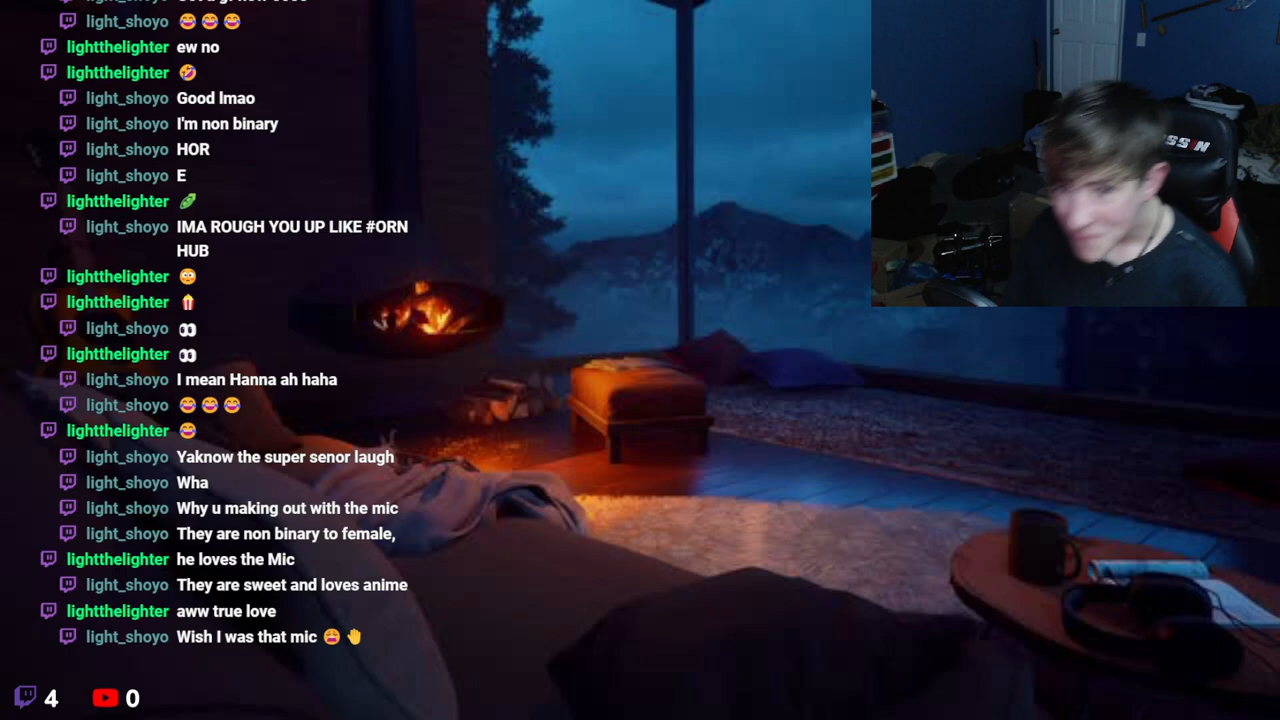 light_shoyo 😂 😂 😂
lightthelighter ew no
lightthelighter 🤣
light_shoyo Good lmao
light_shoyo I'm non binary
light_shoyo HOR
light_shoyo E
lightthelighter 🫛
light_shoyo IMA ROUGH YOU UP LIKE #ORN
HUB
lightthelighter 😳
lightthelighter 🍿
light_shoyo 👀
lightthelighter 👀
light_shoyo I mean Hanna ah haha
light_shoyo 😂 😂 😂
lightthelighter 😂
light_shoyo Yaknow the super senor laugh
light_shoyo Wha
light_shoyo Why u making out with the mic
light_shoyo They are non binary to female,
lightthelighter he loves the Mic
light_shoyo They are sweet and loves anime
lightthelighter aww true love
light_shoyo Wish I was that mic 😩 🤚
4 0